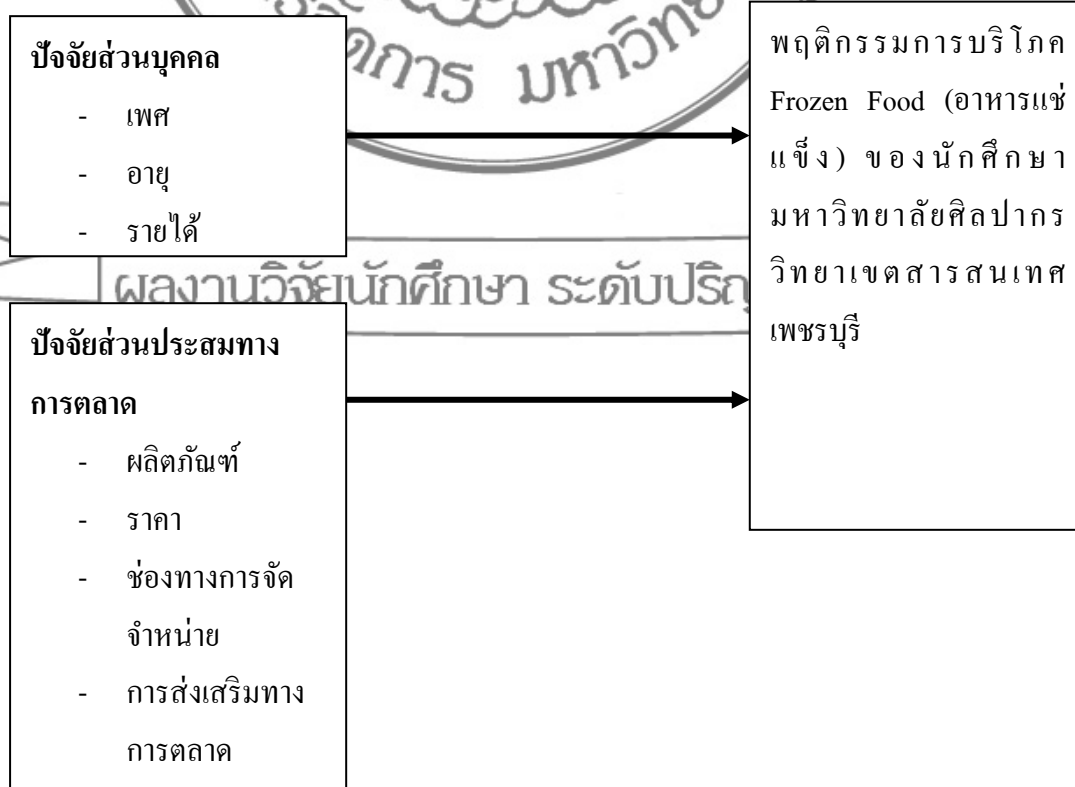 ปัจจัยส่วนบุคคล
- เพศ
- อายุ
- รายได้
ปัจจัยส่วนประสมทาง
การตลาด
- ผลิตภัณฑ์
- ราคา
- ช่องทางการจัด
จำหน่าย
- การส่งเสริมทาง
การตลาด
พฤติกรรมการบริโภค
Frozen Food (อาหารแช่
แข็ง) ของนักศึกษา
มหาวิทยาลัยศิลปากร
วิทยาเขตสารสนเทศ
เพชรบุรี
ผลงานวิจัยนักศึกษา ระดับ